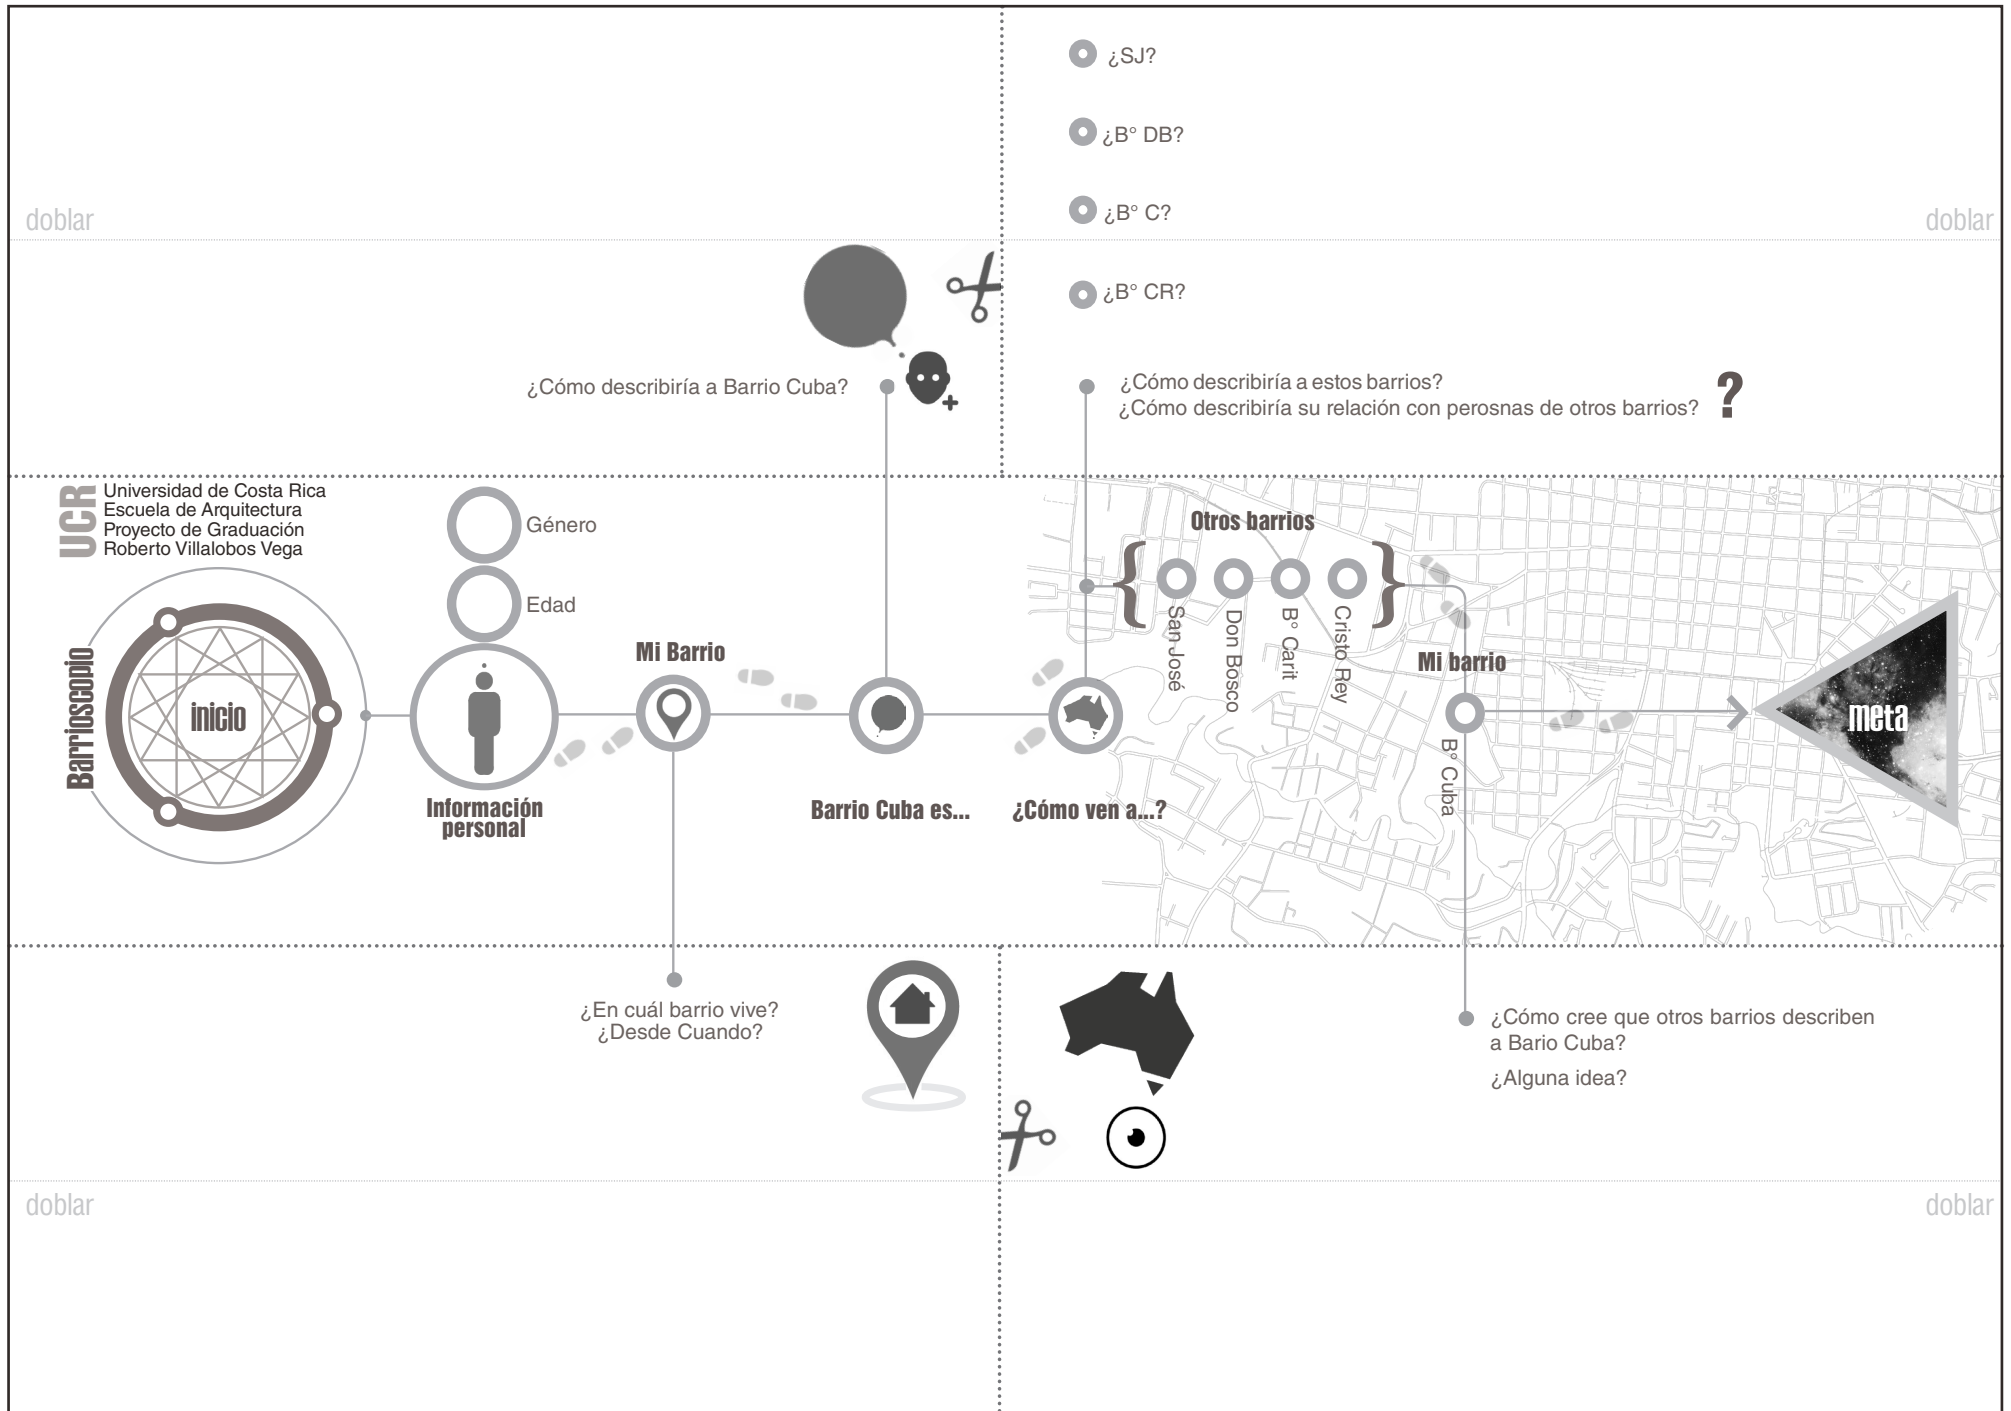 ¿SJ?
¿B° DB?
¿B° C?
doblar
doblar
¿B° CR?
¿Cómo describiría a Barrio Cuba?
¿Cómo describiría a estos barrios?
¿Cómo describiría su relación con perosnas de otros barrios?
?
UCR
Universidad de Costa Rica
Escuela de Arquitectura
Proyecto de Graduación
Roberto Villalobos Vega
Género
Edad
Barrioscopio
inicio
Información
personal
Mi Barrio
Barrio Cuba es...
¿Cómo ven a...?
Otros barrios
San José
Don Bosco
B° Carit
Cristo Rey
Mi barrio
B° Cuba
meta
¿En cuál barrio vive?
¿Desde Cuando?
¿Cómo cree que otros barrios describen
a Bario Cuba?
¿Alguna idea?
doblar
doblar